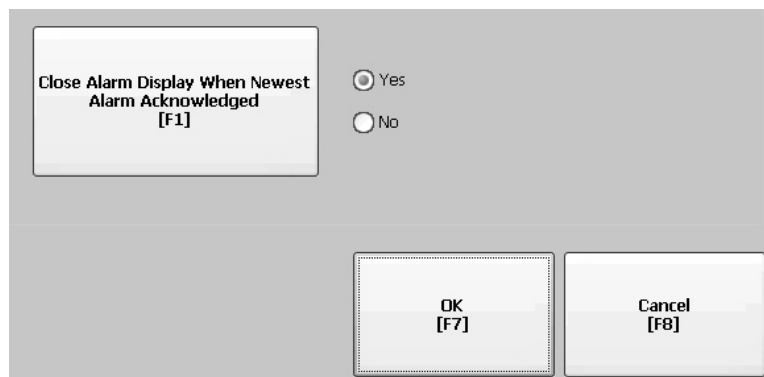 Close Alarm Display When Newest
Alarm Acknowledged
[F1]
Yes
No
OK
[F7]
Cancel
[F8]